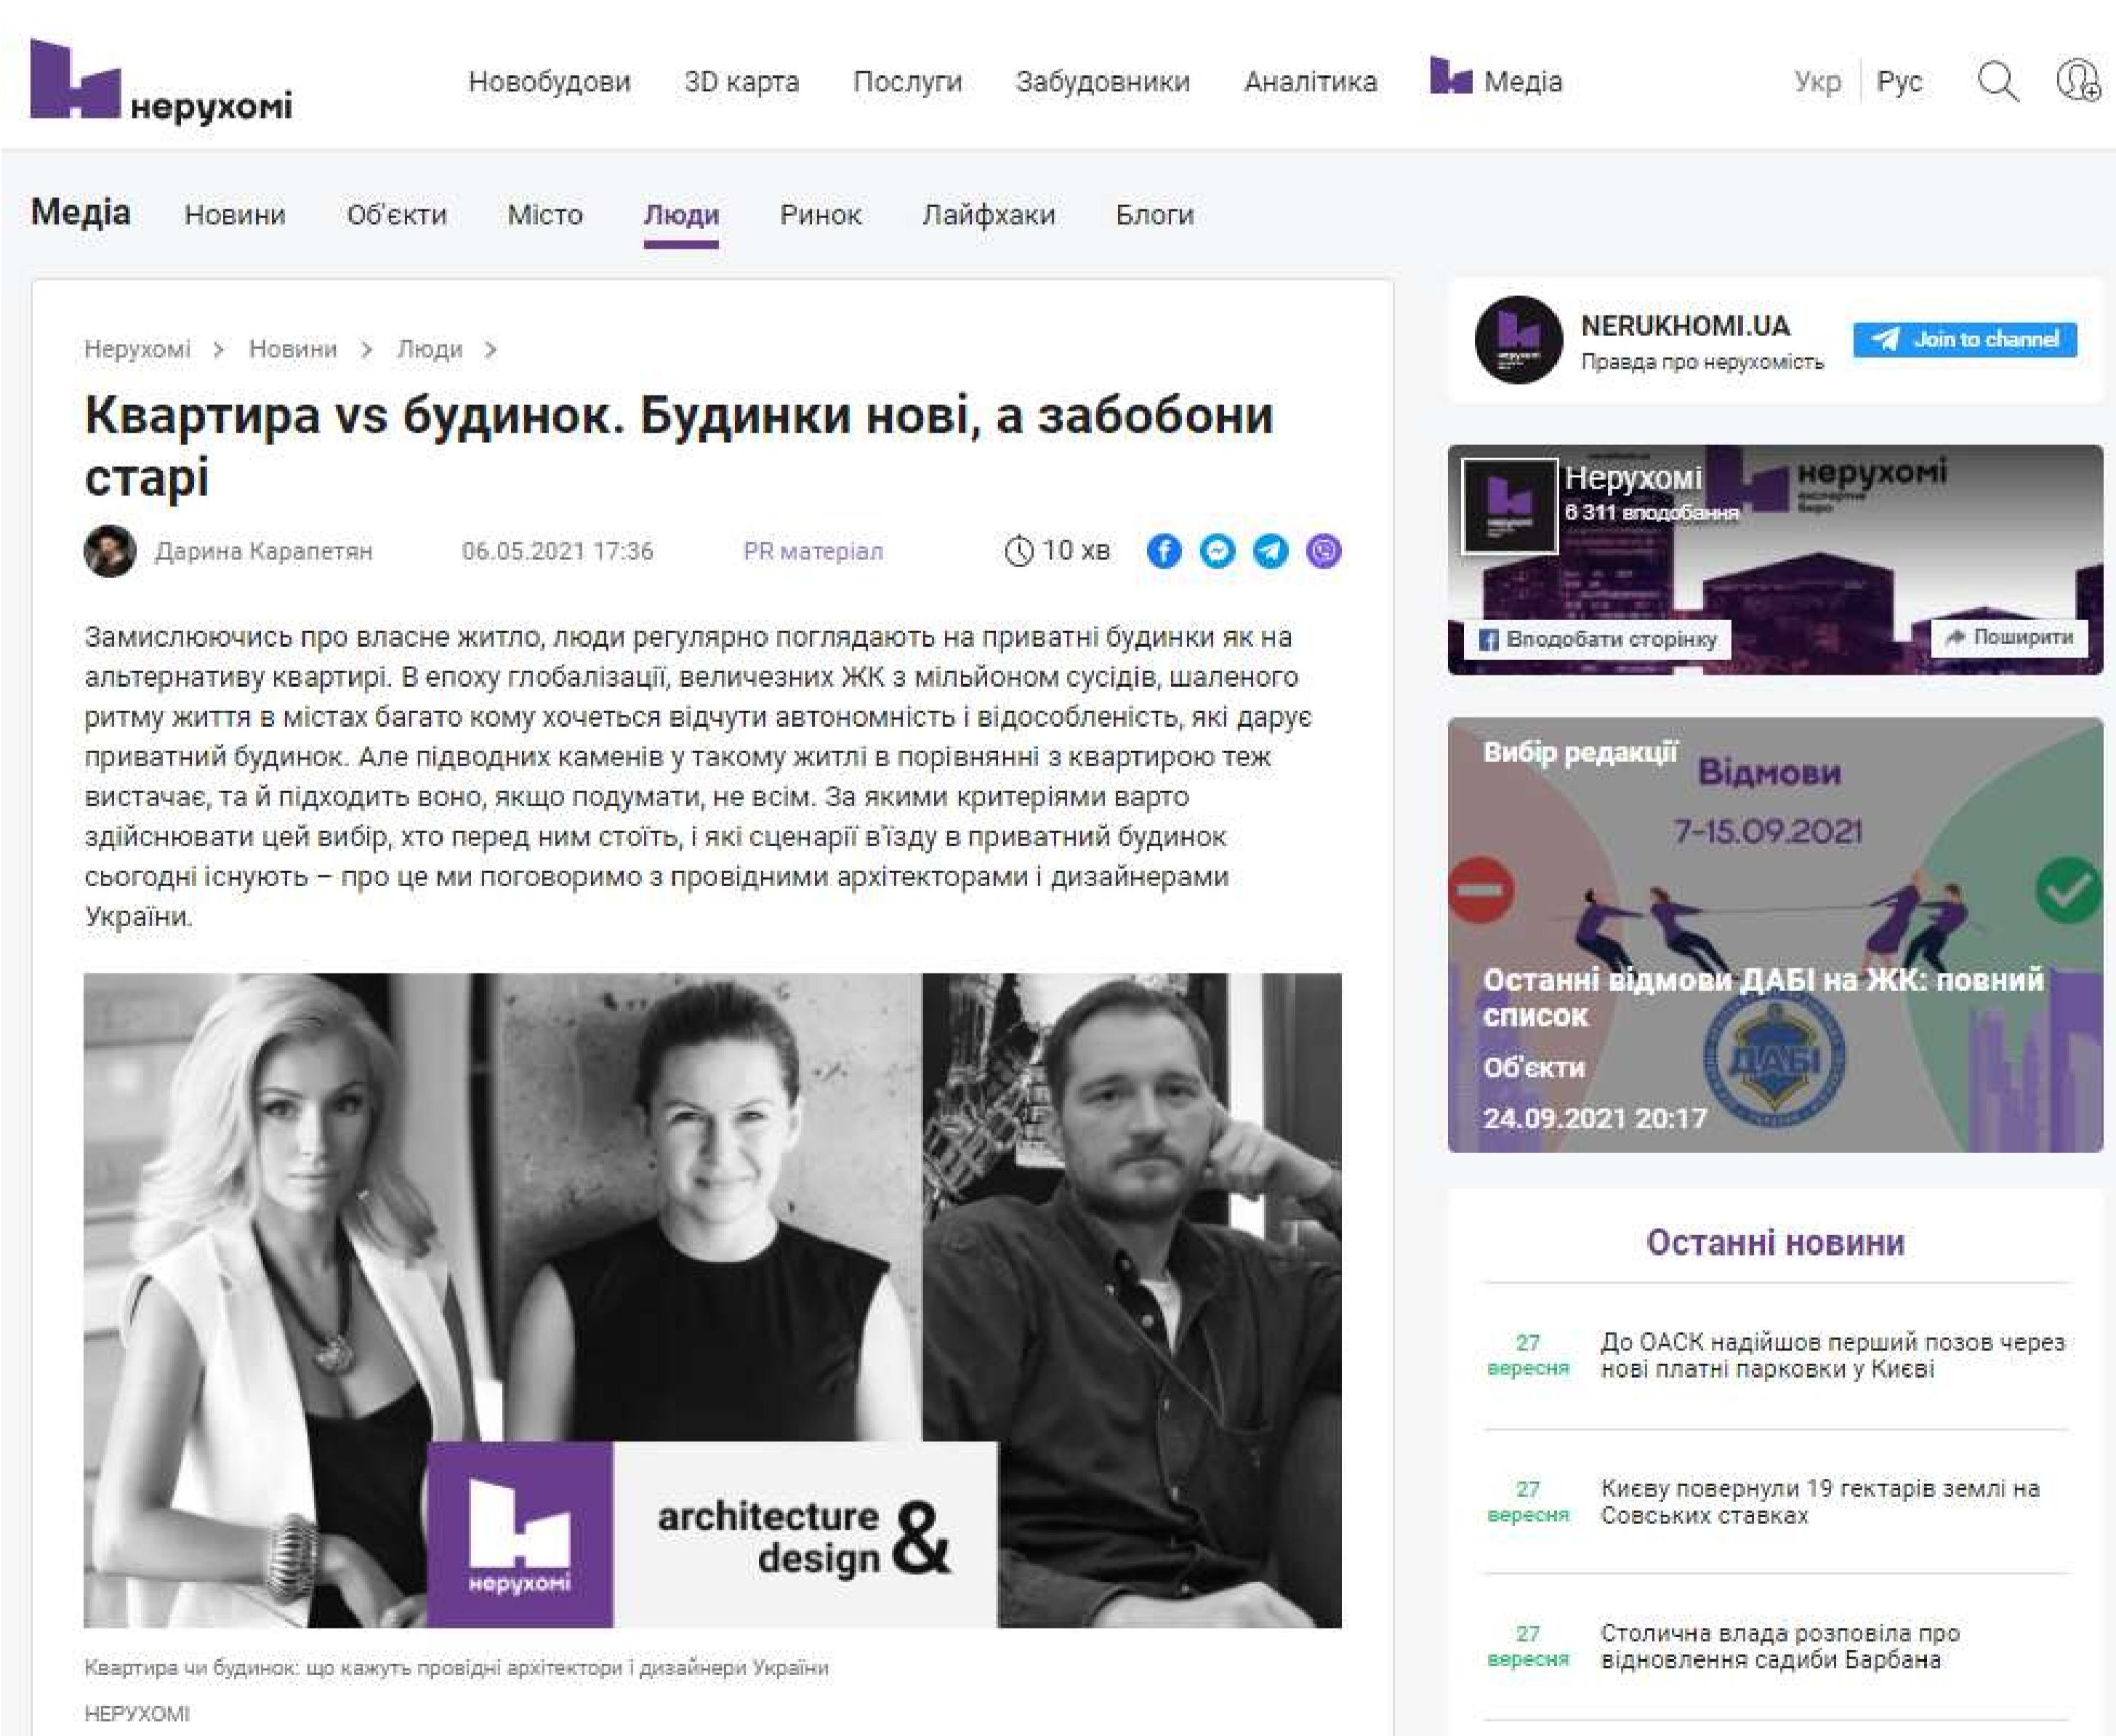 нерухомі
Новобудови
3D карта
Послуги
Забудовники
Аналітика
Медіа
Укр
Рус
Медіа
Новини
Об'єкти
Місто
Люди
Ринок
Лайфхаки
Блоги
Нерухомі > Новини > Люди >
Квартира vs будинок. Будинки нові, а забобони
старі
Дарина Карапетян
06.05.2021 17:36
PR матеріал
10 хв
Замислюючись про власне житло, люди регулярно поглядають на приватні будинки як на
альтернативу квартирі. В епоху глобалізації, величезних ЖК з мільйоном сусідів, шаленого
ритму життя в містах багато кому хочеться відчути автономність і відособленість, які дарує
приватний будинок. Але підводних каменів у такому житлі в порівнянні з квартирою теж
вистачає, та й підходить воно, якщо подумати, не всім. За якими критеріями варто
здійснювати цей вибір, хто перед ним стоїть, і які сценарії в'їзду в приватний будинок
сьогодні існують – про це ми поговоримо з провідними архітекторами і дизайнерами
України.
нерухомі
architecture
design &
Квартира чи будинок: що кажуть провідні архітектори і дизайнери України
НЕРУХОМІ
NERUKHOMI.UA
Правда про нерухомість
Join to channel
Нерухомі
6 311 вподобання
нерухомі
експертне
бюро
Вподобати сторінку
Поширити
Вибір редакції
Відмови
7–15.09.2021
Останні відмови ДАБІ на ЖК: повний
список
ДАБІ
Об'єкти
24.09.2021 20:17
Останні новини
27
вересня
До ОАСК надійшов перший позов через
нові платні парковки у Києві
27
вересня
Києву повернули 19 гектарів землі на
Совських ставках
27
вересня
Столична влада розповіла про
відновлення садиби Барбана